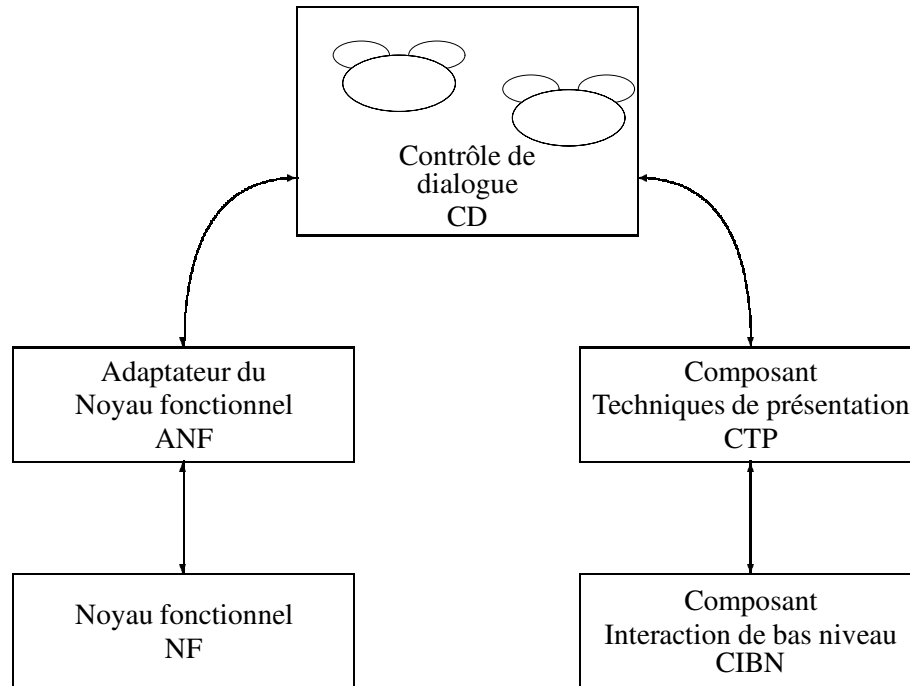 Contrôle de
dialogue
CD
Adaptateur du
Noyau fonctionnel
ANF
Composant
Techniques de présentation
CTP
Noyau fonctionnel
NF
Composant
Interaction de bas niveau
CIBN